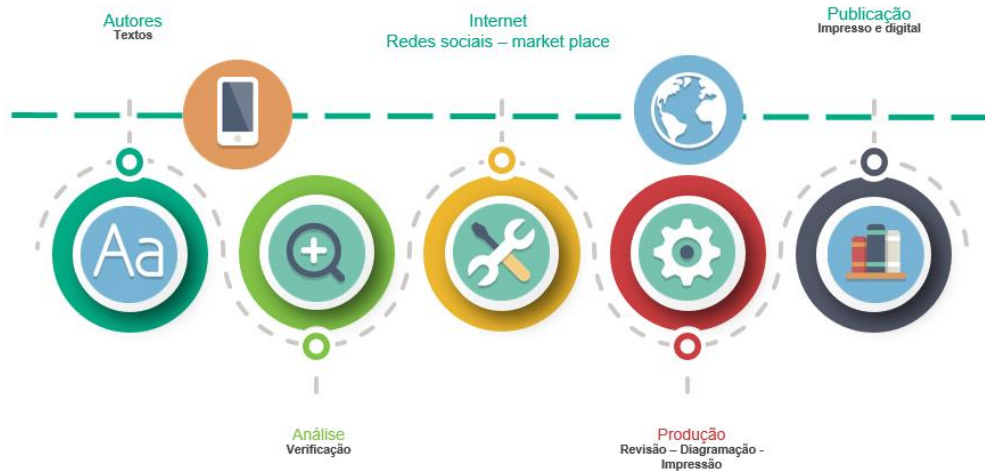 Autores
Textos
Internet
Redes sociais – market place
Publicação
Impresso e digital
Aa
Análise
Verificação
Produção
Revisão – Diagramação -
Impressão